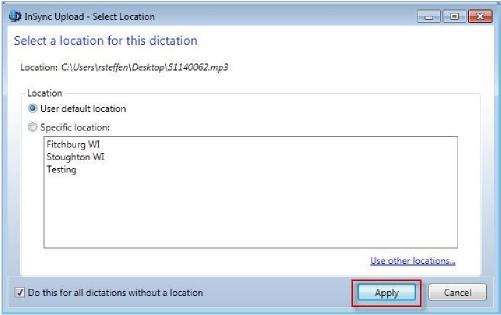 InSync Upload - Select Location
Select a location for this dictation
Location: C:\Users\rsteffen\Desktop\51140062.mp3
Location
User default location
Specific location:
Fitchburg WI
Stoughton WI
Testing
Use other locations...
Do this for all dictations without a location
Apply
Cancel